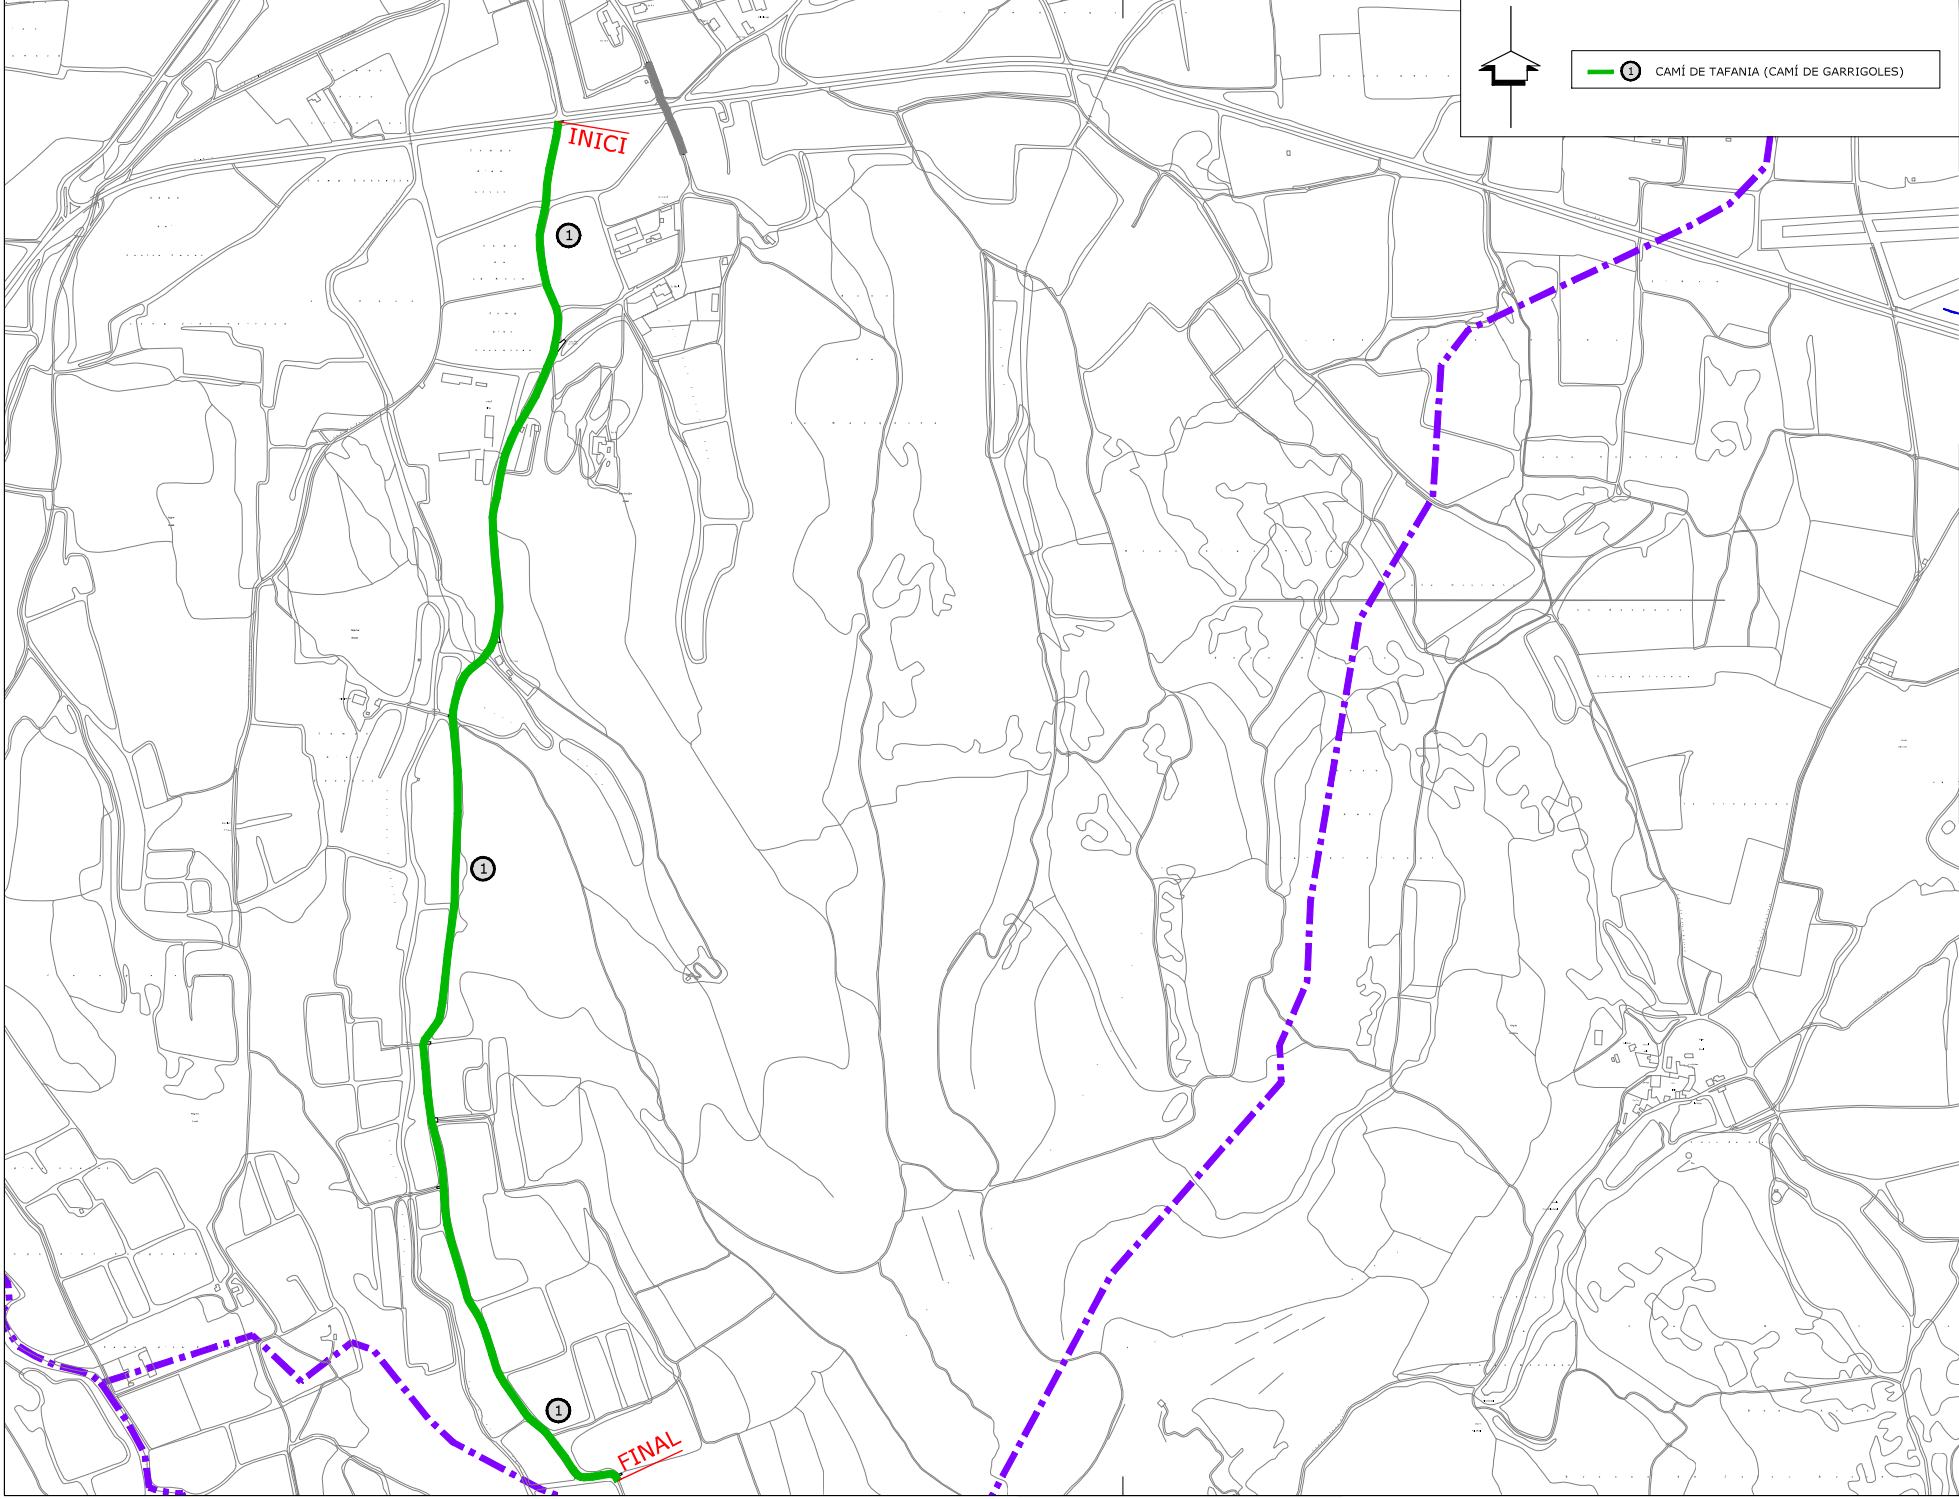 1 CAMÍ DE TAFANIA (CAMÍ DE GARRIGOLES)
INICI
1
1
1
FINAL